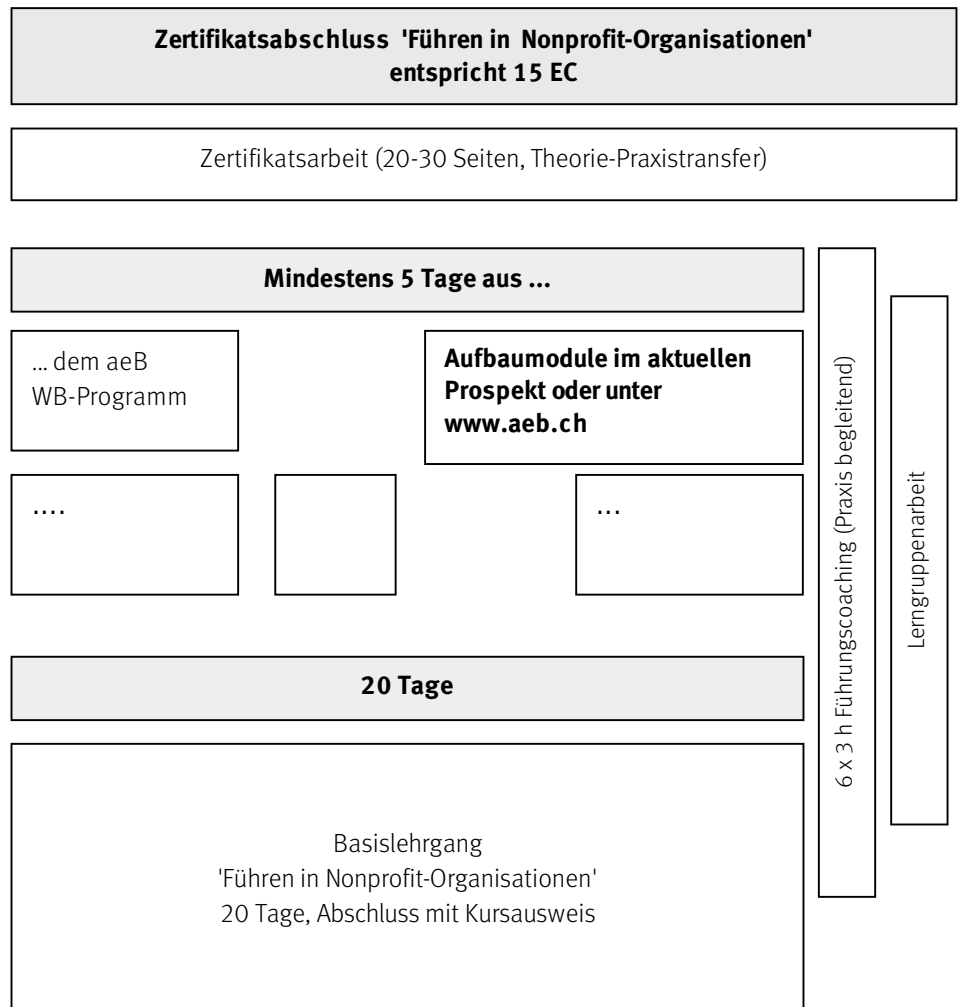 Zertifikatsabschluss 'Führen in Nonprofit-Organisationen'
entspricht 15 EC
Zertifikatsarbeit (20-30 Seiten, Theorie-Praxistransfer)
Mindestens 5 Tage aus ...
... dem aeB
WB-Programm
Aufbaumodule im aktuellen
Prospekt oder unter
www.aeb.ch
....
...
20 Tage
Basislehrgang
'Führen in Nonprofit-Organisationen'
20 Tage, Abschluss mit Kursausweis
6 x 3 h Führungscoaching (Praxis begleitend)
Lerngruppenarbeit